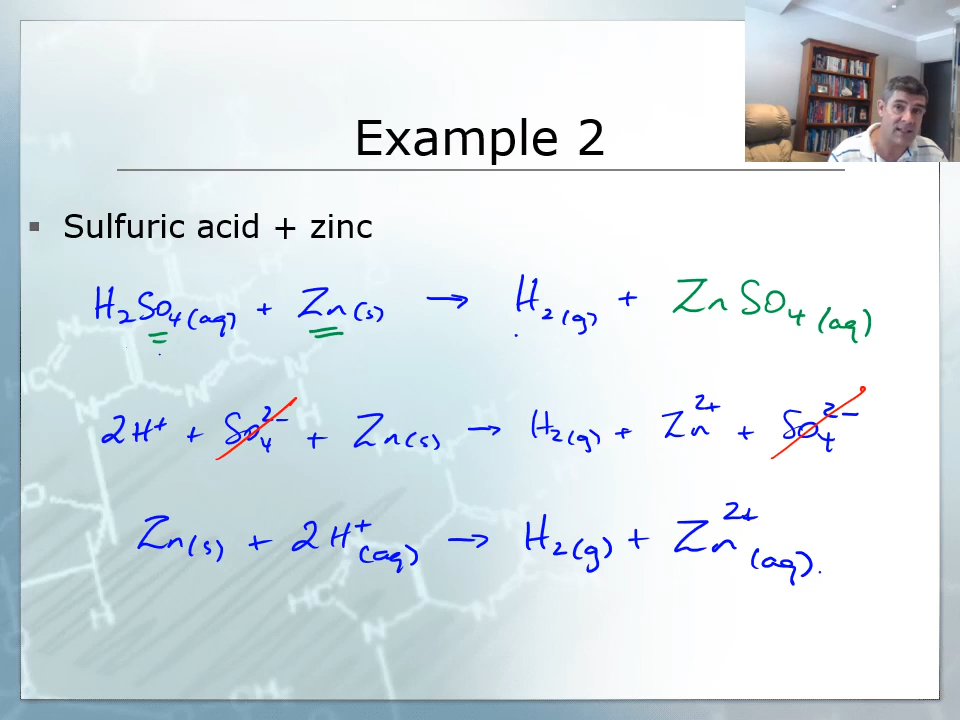 Example 2
Sulfuric acid + zinc
H₂SO₄(aq) + Zn(s) → H₂(g) + ZnSO₄(aq)
2H⁺ + SO₄²⁻ + Zn(s) → H₂(g) + Zn²⁺ + SO₄²⁻
Zn(s) + 2H⁺(aq) → H₂(g) + Zn²⁺(aq).